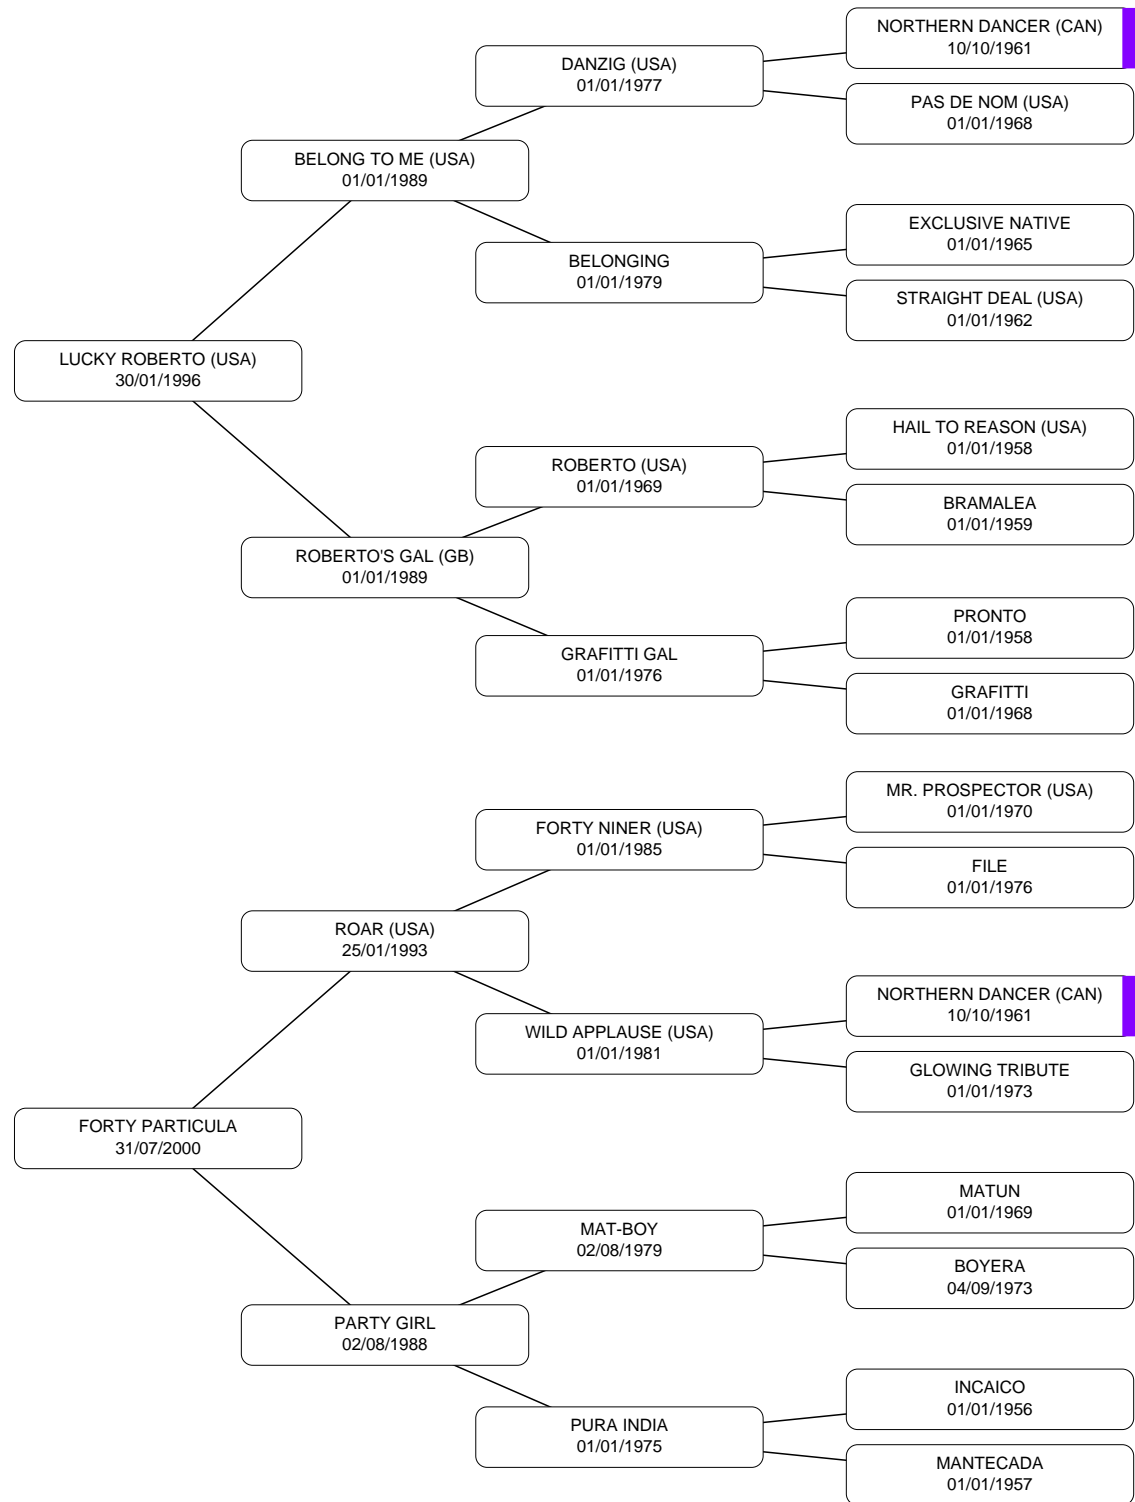 NORTHERN DANCER (CAN)
10/10/1961
DANZIG (USA)
01/01/1977
PAS DE NOM (USA)
01/01/1968
BELONG TO ME (USA)
01/01/1989
EXCLUSIVE NATIVE
01/01/1965
BELONGING
01/01/1979
STRAIGHT DEAL (USA)
01/01/1962
LUCKY ROBERTO (USA)
30/01/1996
HAIL TO REASON (USA)
01/01/1958
ROBERTO (USA)
01/01/1969
BRAMALEA
01/01/1959
ROBERTO'S GAL (GB)
01/01/1989
PRONTO
01/01/1958
GRAFITTI GAL
01/01/1976
GRAFITTI
01/01/1968
MR. PROSPECTOR (USA)
01/01/1970
FORTY NINER (USA)
01/01/1985
FILE
01/01/1976
ROAR (USA)
25/01/1993
NORTHERN DANCER (CAN)
10/10/1961
WILD APPLAUSE (USA)
01/01/1981
GLOWING TRIBUTE
01/01/1973
FORTY PARTICULA
31/07/2000
MATUN
01/01/1969
MAT-BOY
02/08/1979
BOYERA
04/09/1973
PARTY GIRL
02/08/1988
INCAICO
01/01/1956
PURA INDIA
01/01/1975
MANTECADA
01/01/1957